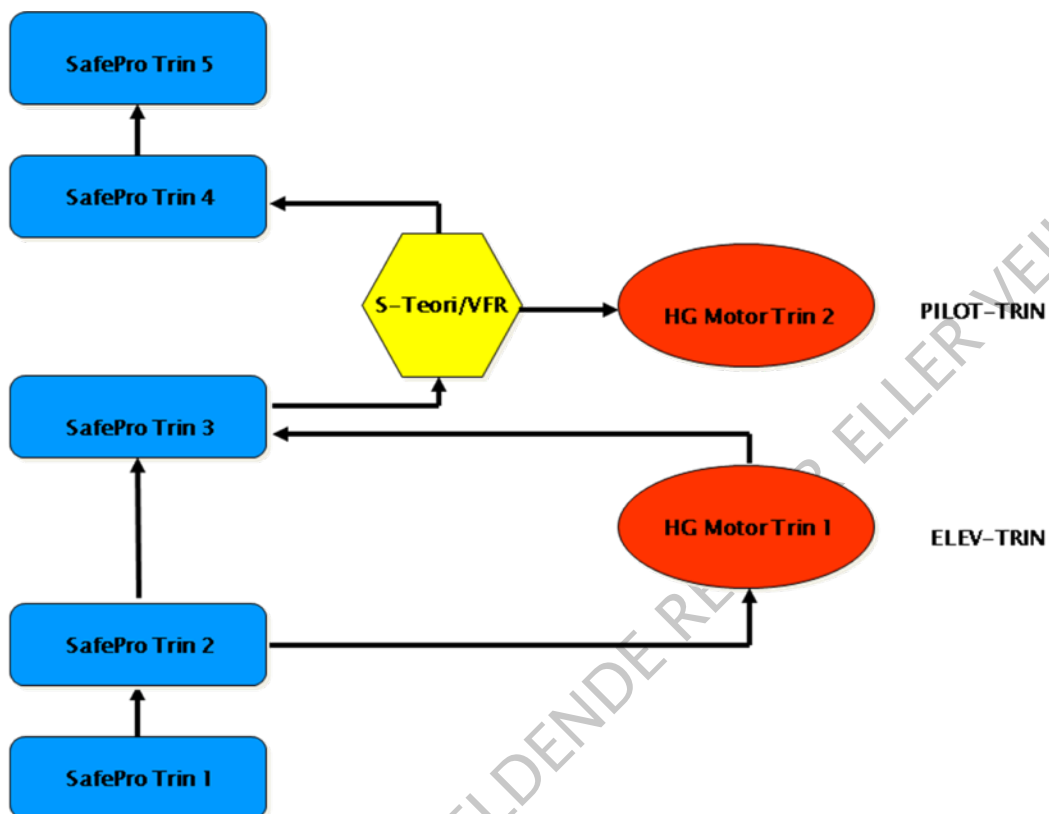 SafePro Trin 5
SafePro Trin 4
S-Teori/VFR
HG Motor Trin 2
PILOT-TRIN
SafePro Trin 3
HG Motor Trin 1
ELEV-TRIN
SafePro Trin 2
SafePro Trin 1
ELLER